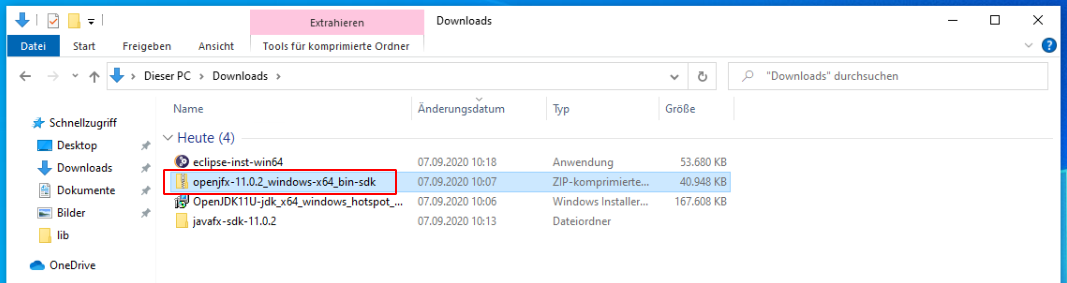 Extrahieren Downloads
Datei Start Freigeben Ansicht Tools für komprimierte Ordner
Dieser PC Downloads "Downloads" durchsuchen
Name Änderungsdatum Typ Größe
Schnellzugriff
Desktop
Downloads
Dokumente
Bilder
lib
OneDrive
Heute (4)
eclipse-inst-win64 07.09.2020 10:18 Anwendung 53.680 KB
openjfx-11.0.2_windows-x64_bin-sdk 07.09.2020 10:07 ZIP-komprimierte... 40.948 KB
OpenJDK11U-jdk_x64_windows_hotspot_... 07.09.2020 10:06 Windows Installer... 167.608 KB
javafx-sdk-11.0.2 07.09.2020 10:13 Dateiordner